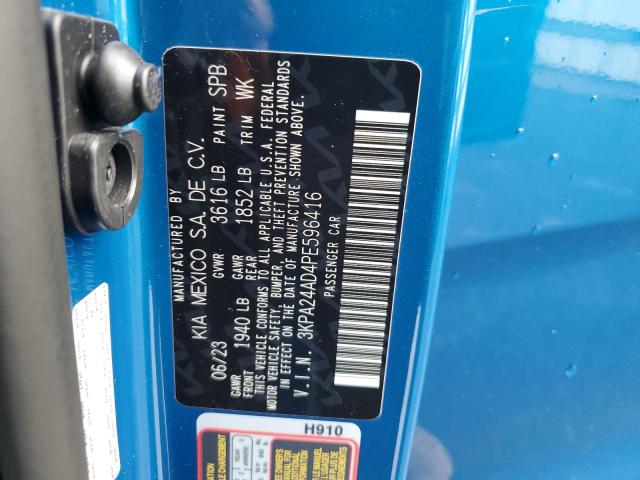 MANUFACTURED BY
KIA MEXICO S.A. DE C.V.
06/23 GVWR 3616 LB PAINT SPB
GAWR FRONT 1940 LB GAWR REAR 1852 LB TRIM WK
THIS VEHICLE CONFORMS TO ALL APPLICABLE U.S.A. FEDERAL
MOTOR VEHICLE SAFETY, BUMPER, AND THEFT PREVENTION STANDARDS
IN EFFECT ON THE DATE OF MANUFACTURE SHOWN ABOVE.
V.I.N. 3KPA24AD4PE596416
PASSENGER CAR
H910